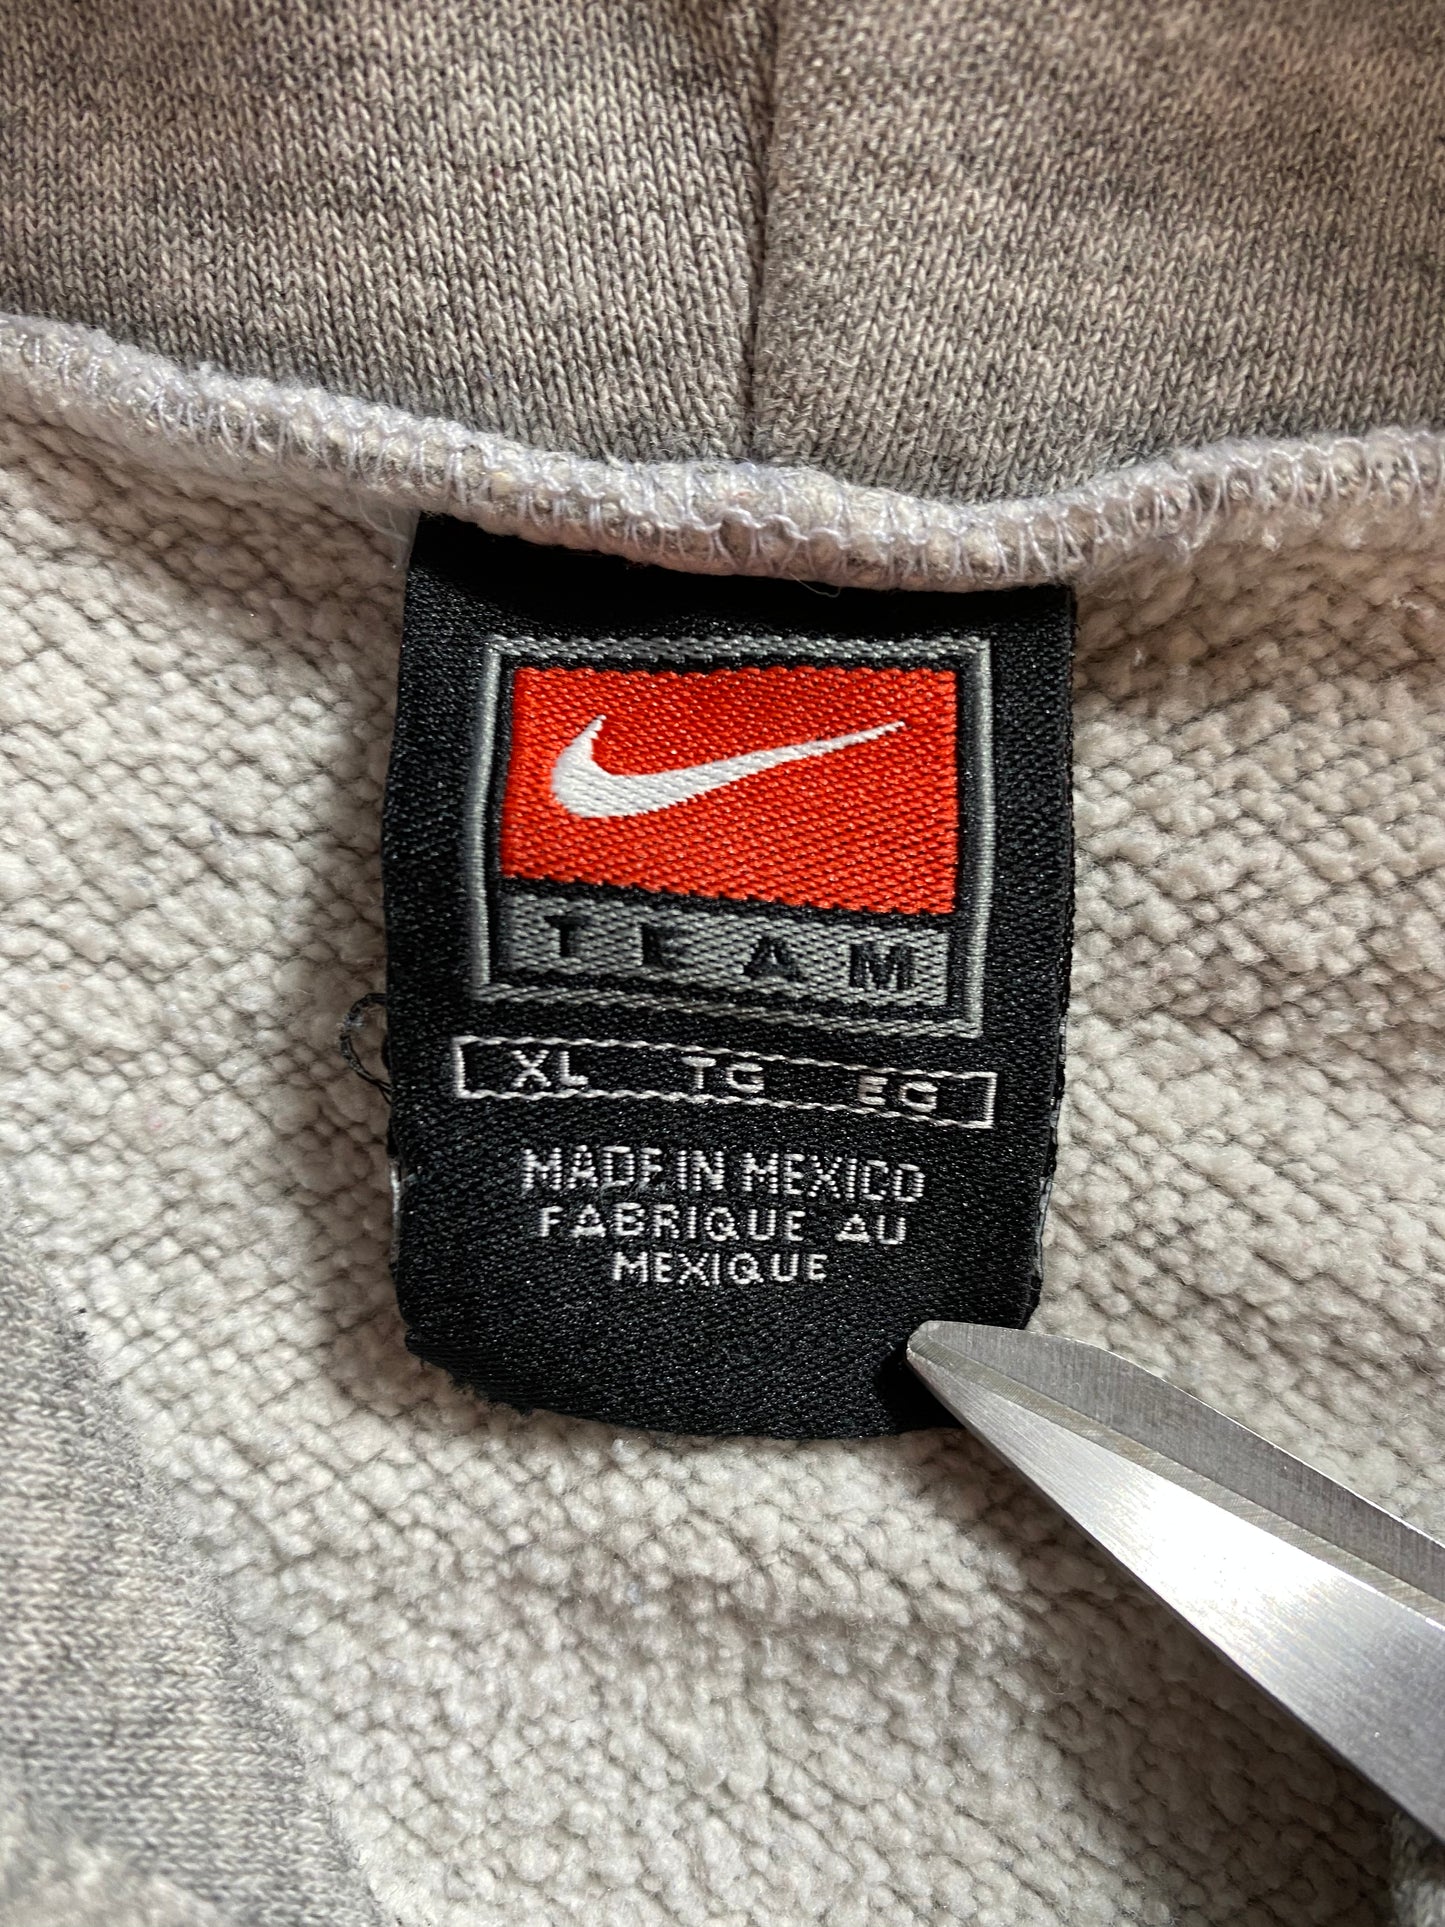 TEAM
XL TG EG
MADE IN MEXICO
FABRIQUE AU
MEXIQUE